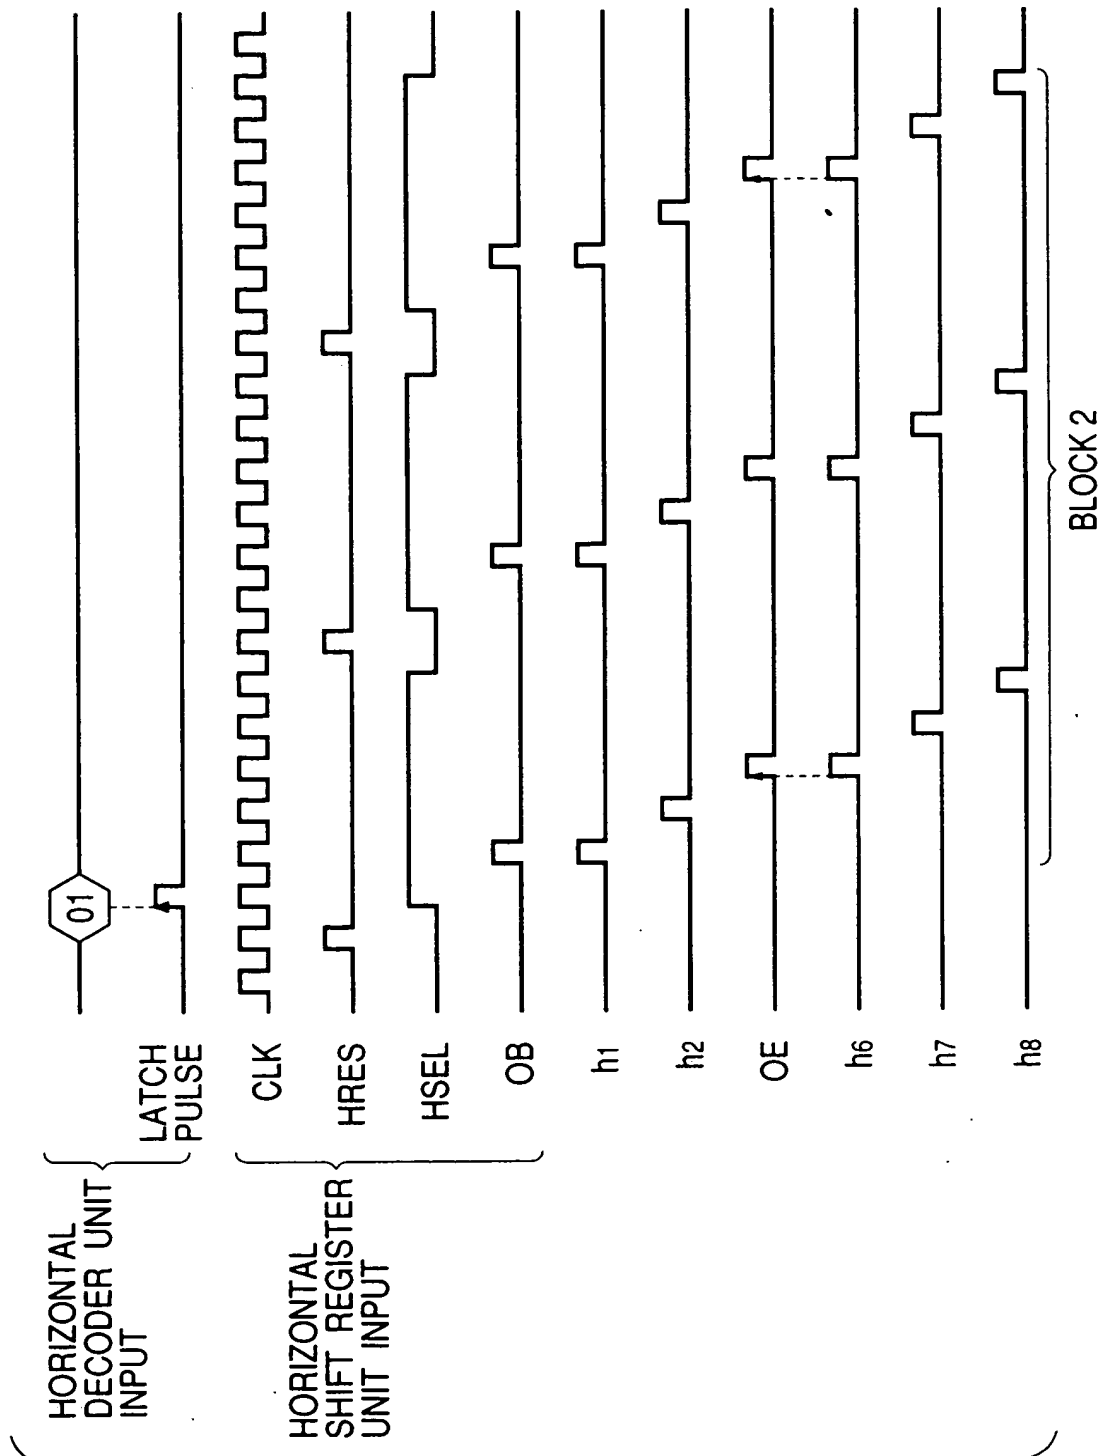 HORIZONTAL
DECODER UNIT
INPUT
01
LATCH
PULSE
HORIZONTAL
SHIFT REGISTER
UNIT INPUT
CLK
HRES
HSEL
OB
h1
h2
OE
h6
h7
h8
BLOCK 2